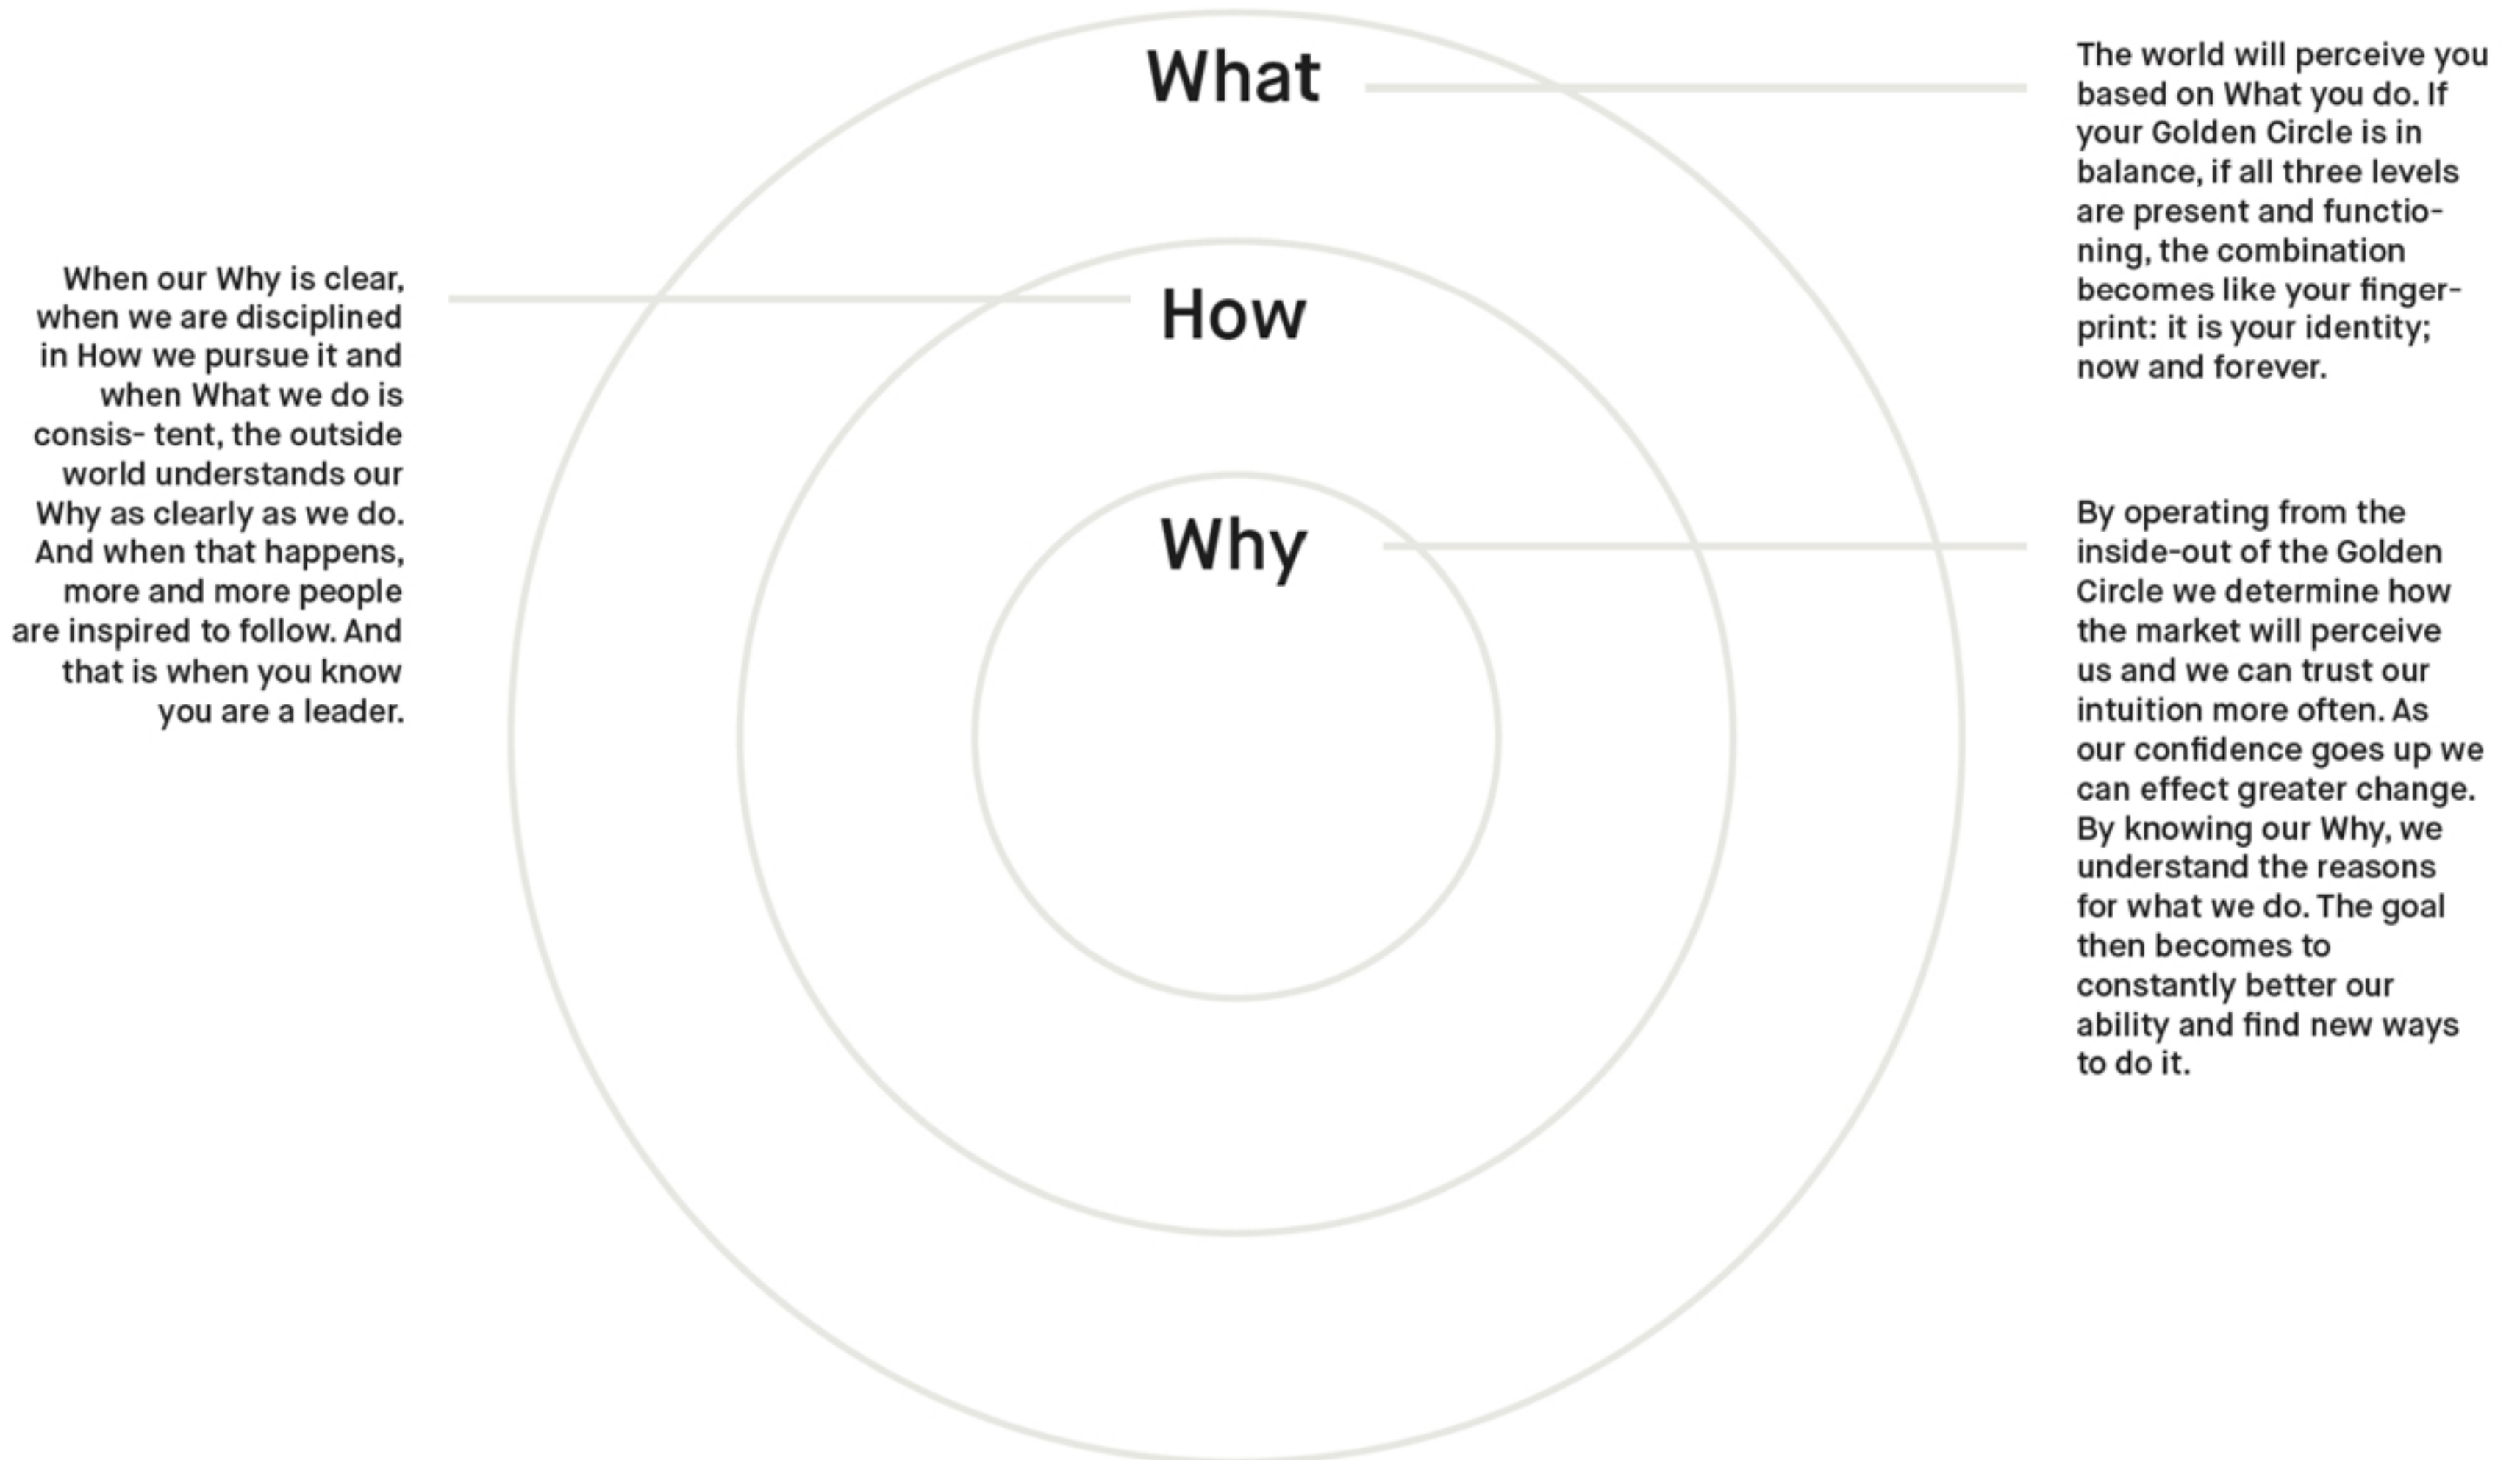 What
The world will perceive you
based on What you do. If
your Golden Circle is in
balance, if all three levels
are present and functio-
ning, the combination
becomes like your finger-
print: it is your identity;
now and forever.
How
When our Why is clear,
when we are disciplined
in How we pursue it and
when What we do is
consis- tent, the outside
world understands our
Why as clearly as we do.
And when that happens,
more and more people
are inspired to follow. And
that is when you know
you are a leader.
Why
By operating from the
inside-out of the Golden
Circle we determine how
the market will perceive
us and we can trust our
intuition more often. As
our confidence goes up we
can effect greater change.
By knowing our Why, we
understand the reasons
for what we do. The goal
then becomes to
constantly better our
ability and find new ways
to do it.